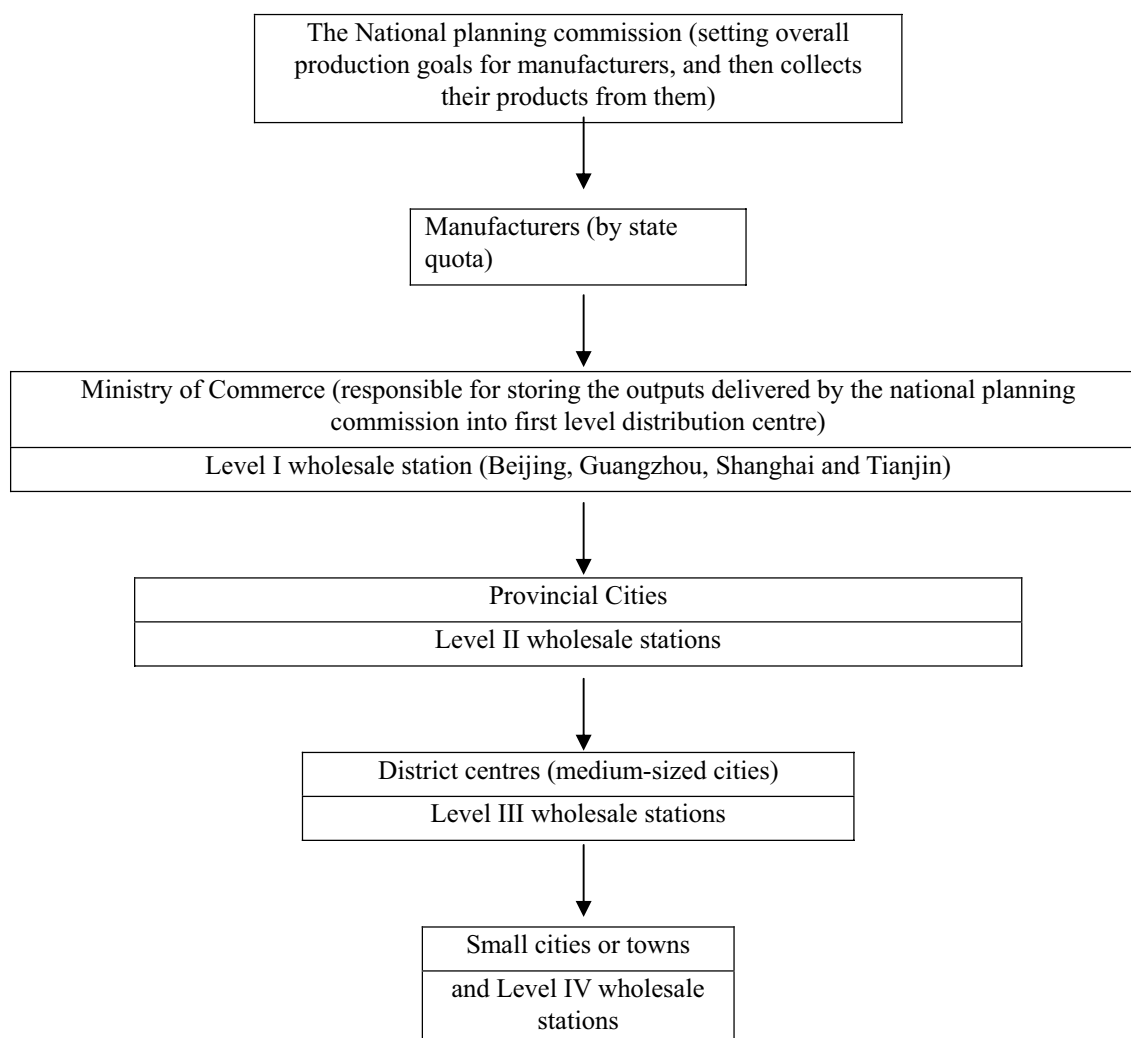 The National planning commission (setting overall
production goals for manufacturers, and then collects
their products from them)
Manufacturers (by state
quota)
Ministry of Commerce (responsible for storing the outputs delivered by the national planning
commission into first level distribution centre)
Level I wholesale station (Beijing, Guangzhou, Shanghai and Tianjin)
Provincial Cities
Level II wholesale stations
District centres (medium-sized cities)
Level III wholesale stations
Small cities or towns
and Level IV wholesale
stations